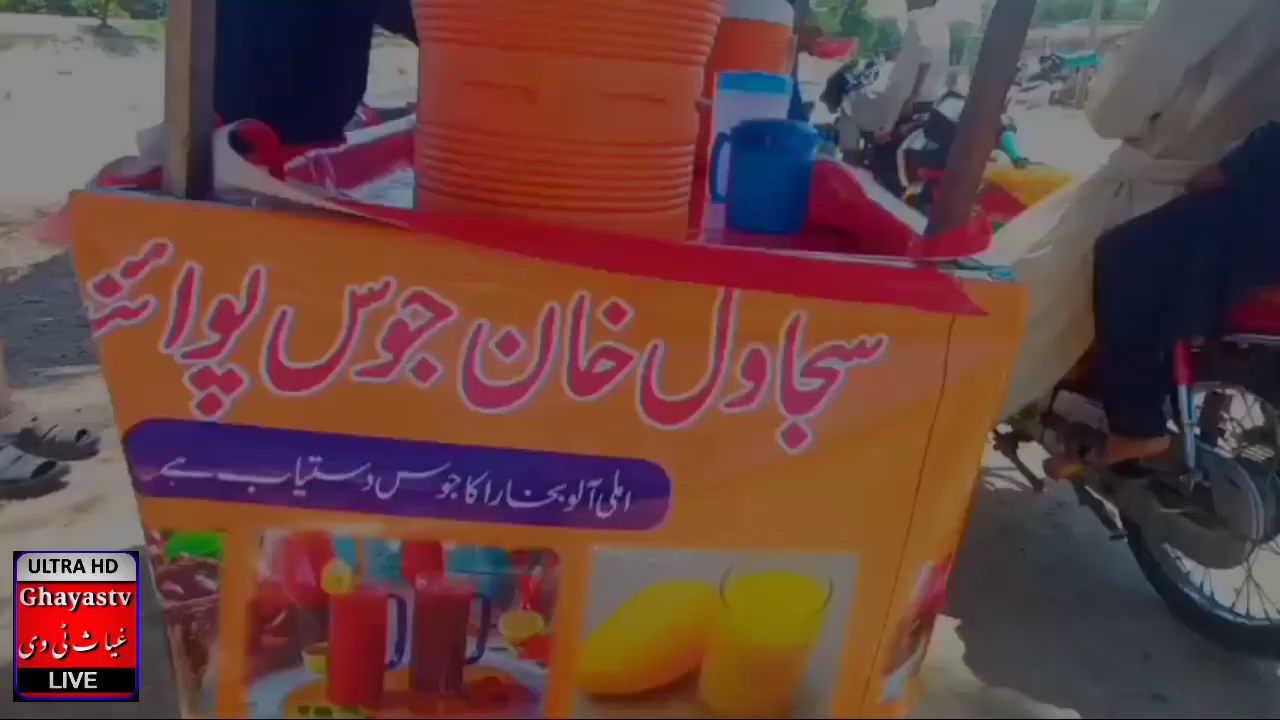 سجاول خان جوس پوائنٹ
املی آلو بخارا کا جوس دستیاب ہے
ULTRA HD
Ghayastv
غیاث ٹی وی
LIVE